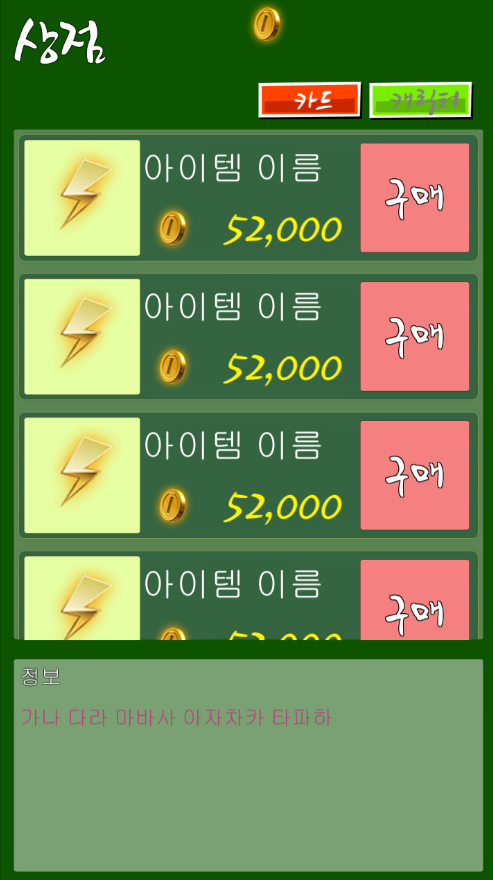 상점
카드 캐릭터
아이템 이름
52,000
구매
아이템 이름
52,000
구매
아이템 이름
52,000
구매
아이템 이름
52,000
구매
정보
가나 다라 마바사 아자차카 타파하